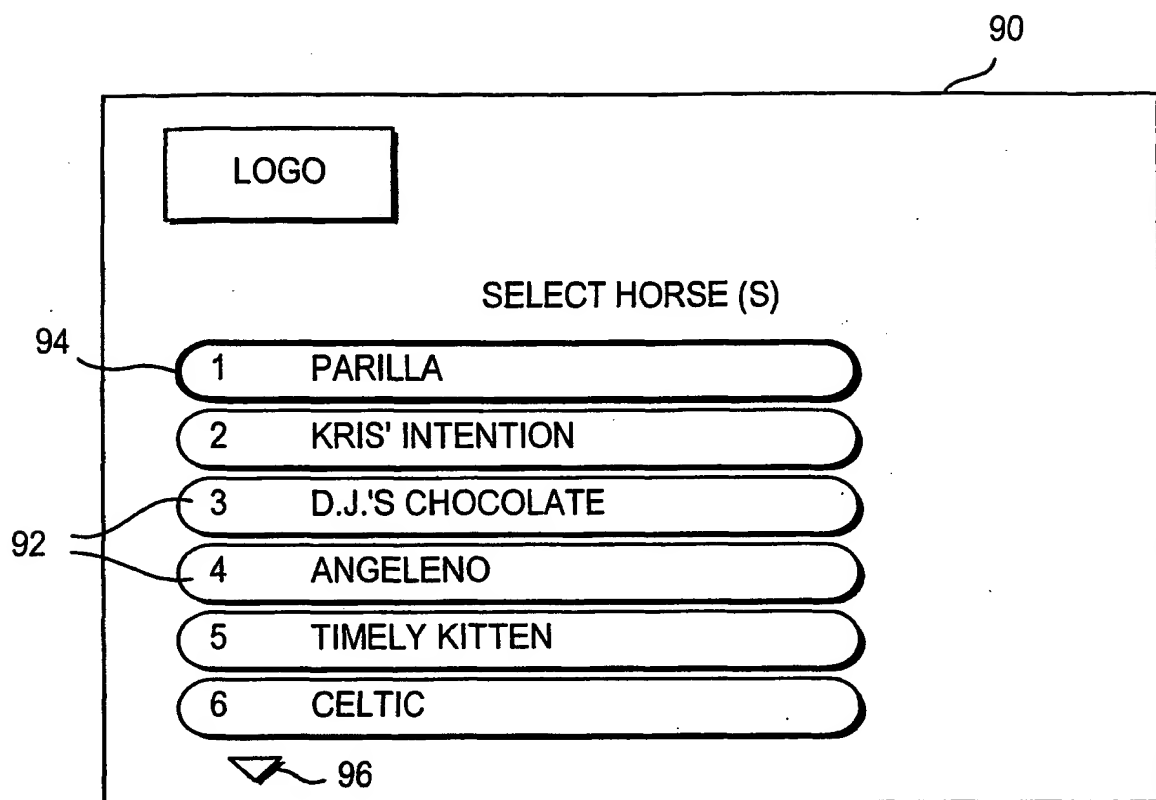 90
LOGO
SELECT HORSE (S)
94
1 PARILLA
2 KRIS' INTENTION
3 D.J.'S CHOCOLATE
92
4 ANGELENO
5 TIMELY KITTEN
6 CELTIC
96